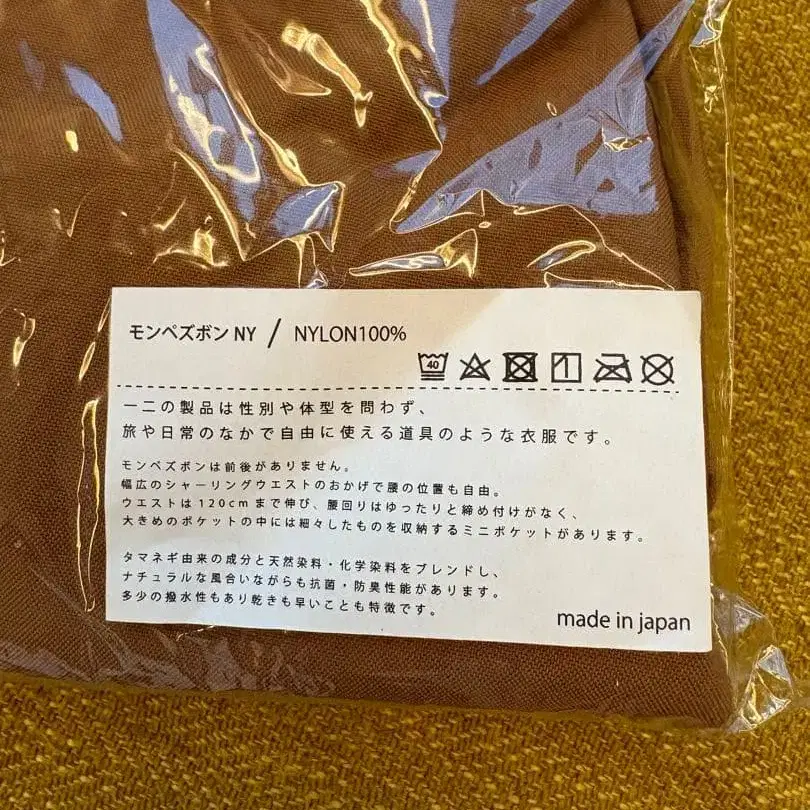 モンペズボン NY / NYLON100%
40
一二の製品は性別や体型を問わず、
旅や日常のなかで自由に使える道具のような衣服です。
モンペズボンは前後がありません。
幅広のシャーリングウエストのおかげで腰の位置も自由。
ウエストは120cmまで伸び、腰回りはゆったりと締め付けがなく、
大きめのポケットの中には細々したものを収納するミニポケットがあります。
タマネギ由来の成分と天然染料・化学染料をブレンドし、
ナチュラルな風合いながらも抗菌・防臭性能があります。
多少の撥水性もあり乾きも早いことも特徴です。
made in japan